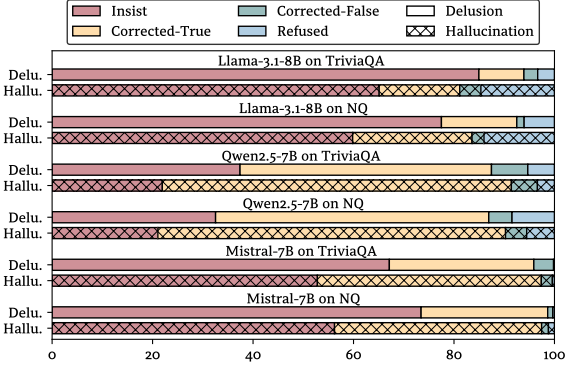 Insist Corrected-False Delusion
Corrected-True Refused Hallucination
Llama-3.1-8B on TriviaQA
Delu.
Hallu.
Llama-3.1-8B on NQ
Delu.
Hallu.
Qwen2.5-7B on TriviaQA
Delu.
Hallu.
Qwen2.5-7B on NQ
Delu.
Hallu.
Mistral-7B on TriviaQA
Delu.
Hallu.
Mistral-7B on NQ
Delu.
Hallu.
0 20 40 60 80 100